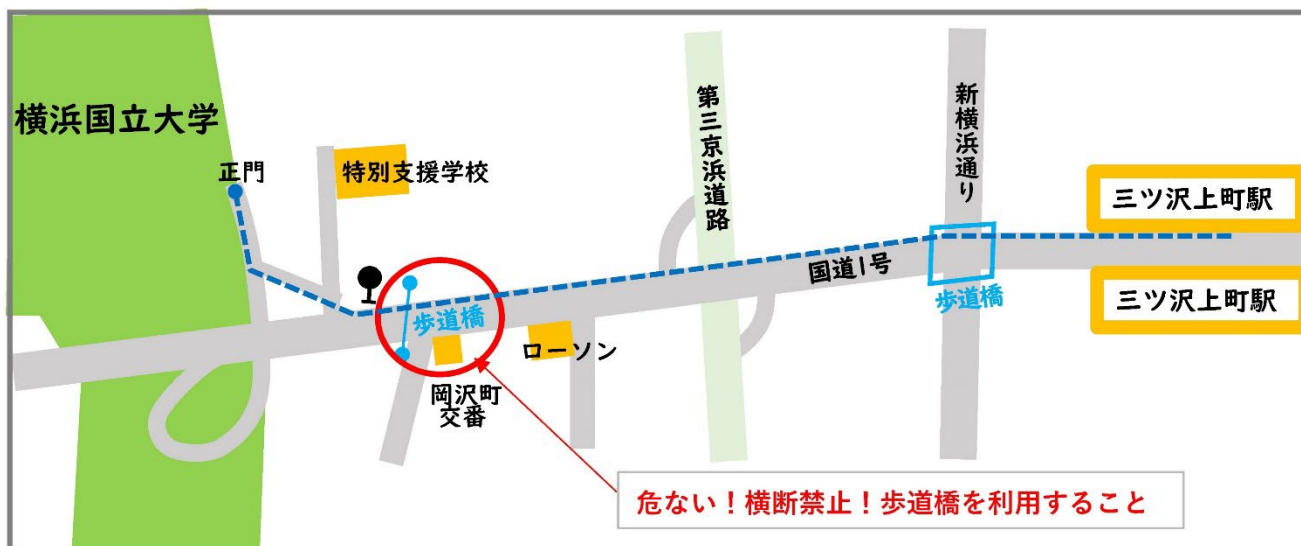 横浜国立大学
正門
特別支援学校
第三京浜道路
新横浜通り
三ツ沢上町駅
国道1号
歩道橋
三ツ沢上町駅
歩道橋
ローソン
岡沢町
交番
危ない！横断禁止！歩道橋を利用すること